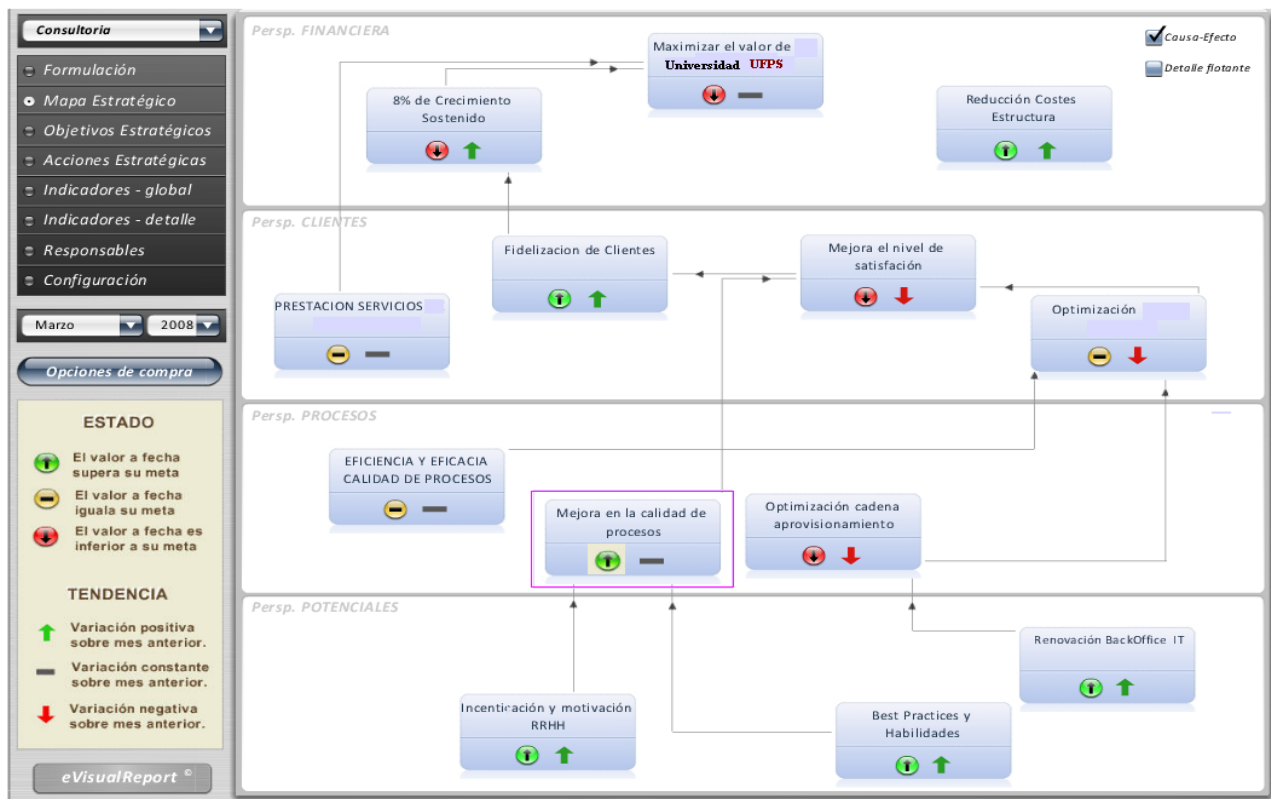 Consultoria
Formulación
Mapa Estratégico
Objetivos Estratégicos
Acciones Estratégicas
Indicadores - global
Indicadores - detalle
Responsables
Configuración
Marzo
2008
Opciones de compra
ESTADO
El valor a fecha
supera su meta
El valor a fecha
iguala su meta
El valor a fecha es
inferior a su meta
TENDENCIA
Variación positiva
sobre mes anterior.
Variación constante
sobre mes anterior.
Variación negativa
sobre mes anterior.
eVisualReport ©
Persp. FINANCIERA
Causa-Efecto
Detalle flotante
Maximizar el valor de
Universidad UFPS
8% de Crecimiento
Sostenido
Reducción Costes
Estructura
Persp. CLIENTES
Fidelizacion de Clientes
Mejora el nivel de
satisfacción
PRESTACION SERVICIOS
Optimización
Persp. PROCESOS
EFICIENCIA Y EFICACIA
CALIDAD DE PROCESOS
Mejora en la calidad de
procesos
Optimización cadena
aprovisionamiento
Persp. POTENCIALES
Renovación BackOffice IT
Incentivación y motivación
RRHH
Best Practices y
Habilidades